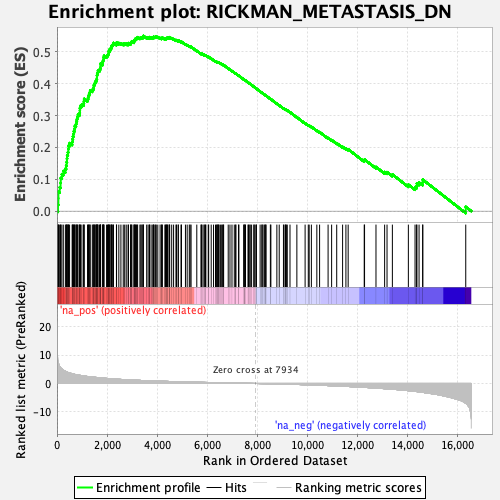 Enrichment plot: RICKMAN_METASTASIS_DN
Enrichment score (ES)
0.5
0.4
0.3
0.2
0.1
0.0
'na_pos' (positively correlated)
Ranked list metric (PreRanked)
20
10
0
-10
Zero cross at 7934
'na_neg' (negatively correlated)
0 2,000 4,000 6,000 8,000 10,000 12,000 14,000 16,000
Rank in Ordered Dataset
Enrichment profile Hits Ranking metric scores